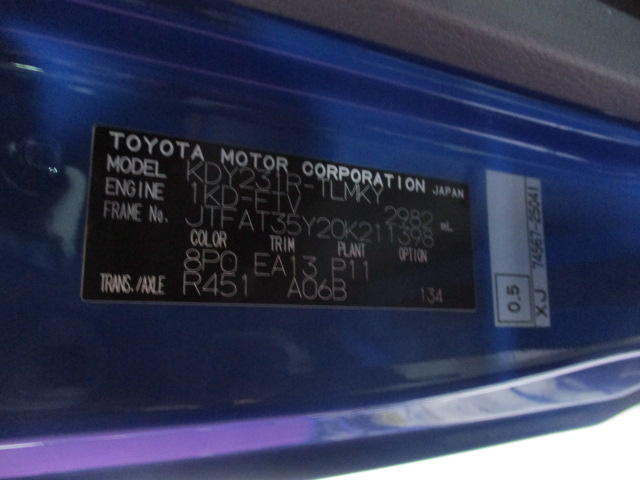 TOYOTA MOTOR CORPORATION JAPAN
MODEL KDY231R-TLMKY
ENGINE 1KD-FTV 2982 mL
FRAME No. JTFAT35Y20K211398
COLOR TRIM PLANT OPTION
8P0 EA13 P11
TRANS./AXLE R451 A06B 134
0.5
XJ 74567-25041